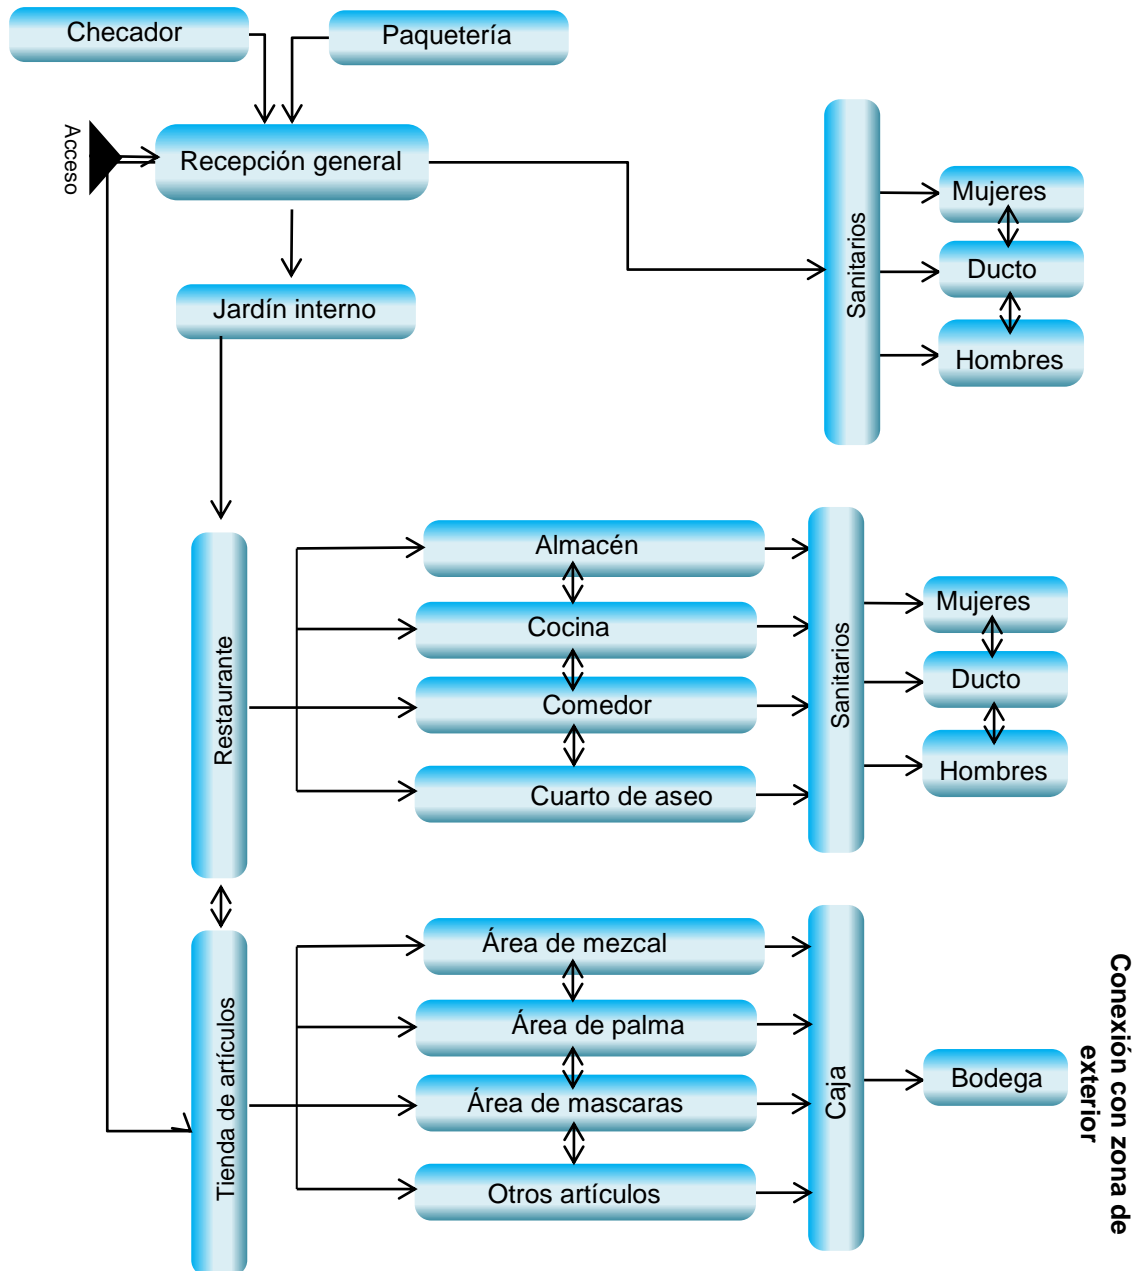 Checador
Paquetería
Acceso
Recepción general
Jardín interno
Sanitarios
Mujeres
Ducto
Hombres
Restaurante
Almacén
Cocina
Comedor
Cuarto de aseo
Sanitarios
Mujeres
Ducto
Hombres
Tienda de artículos
Área de mezcal
Área de palma
Área de mascaras
Otros artículos
Caja
Bodega
Conexión con zona de
exterior